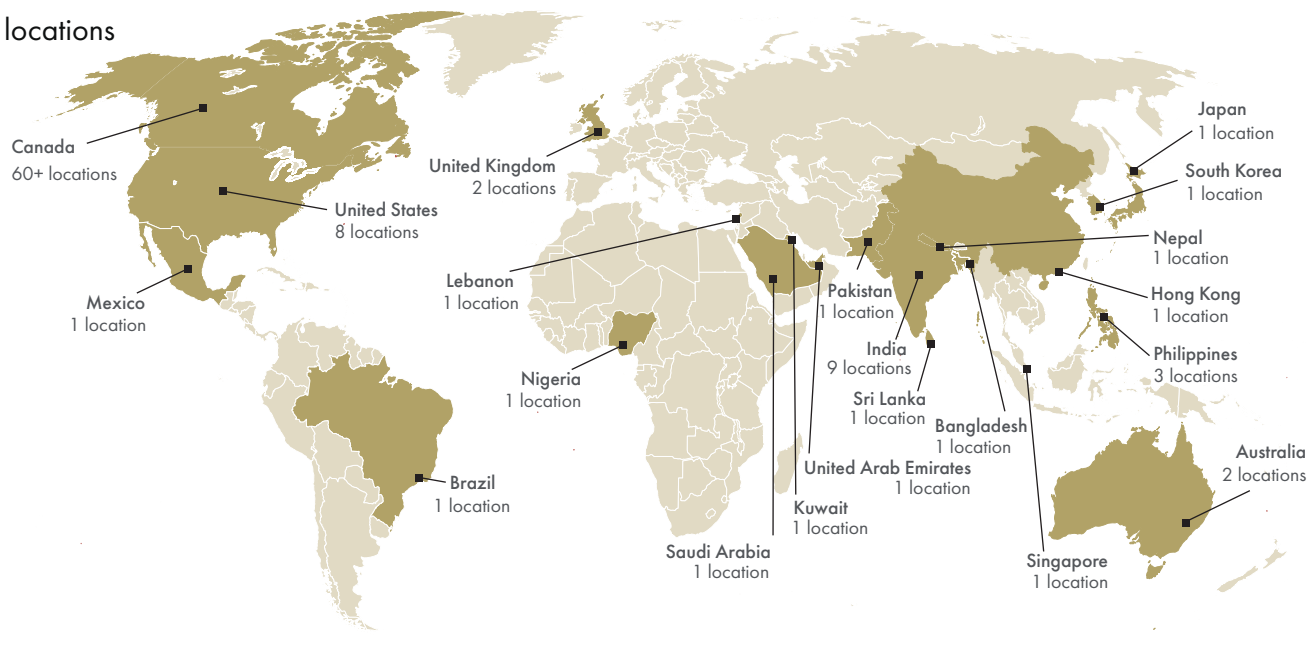 locations
Canada
60+ locations
United States
8 locations
Mexico
1 location
Brazil
1 location
United Kingdom
2 locations
Lebanon
1 location
Nigeria
1 location
Saudi Arabia
1 location
Kuwait
1 location
United Arab Emirates
1 location
Pakistan
1 location
India
9 locations
Sri Lanka
1 location
Bangladesh
1 location
Singapore
1 location
Japan
1 location
South Korea
1 location
Nepal
1 location
Hong Kong
1 location
Philippines
3 locations
Australia
2 locations